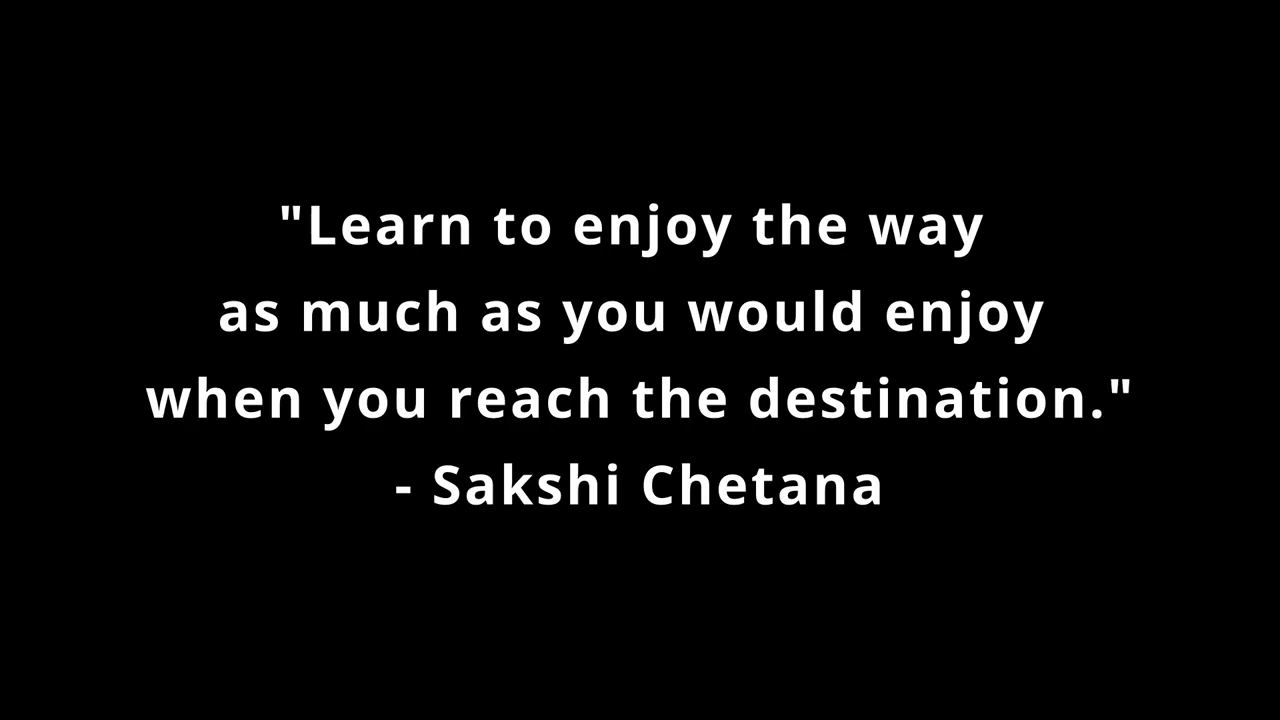 "Learn to enjoy the way
as much as you would enjoy
when you reach the destination."
- Sakshi Chetana